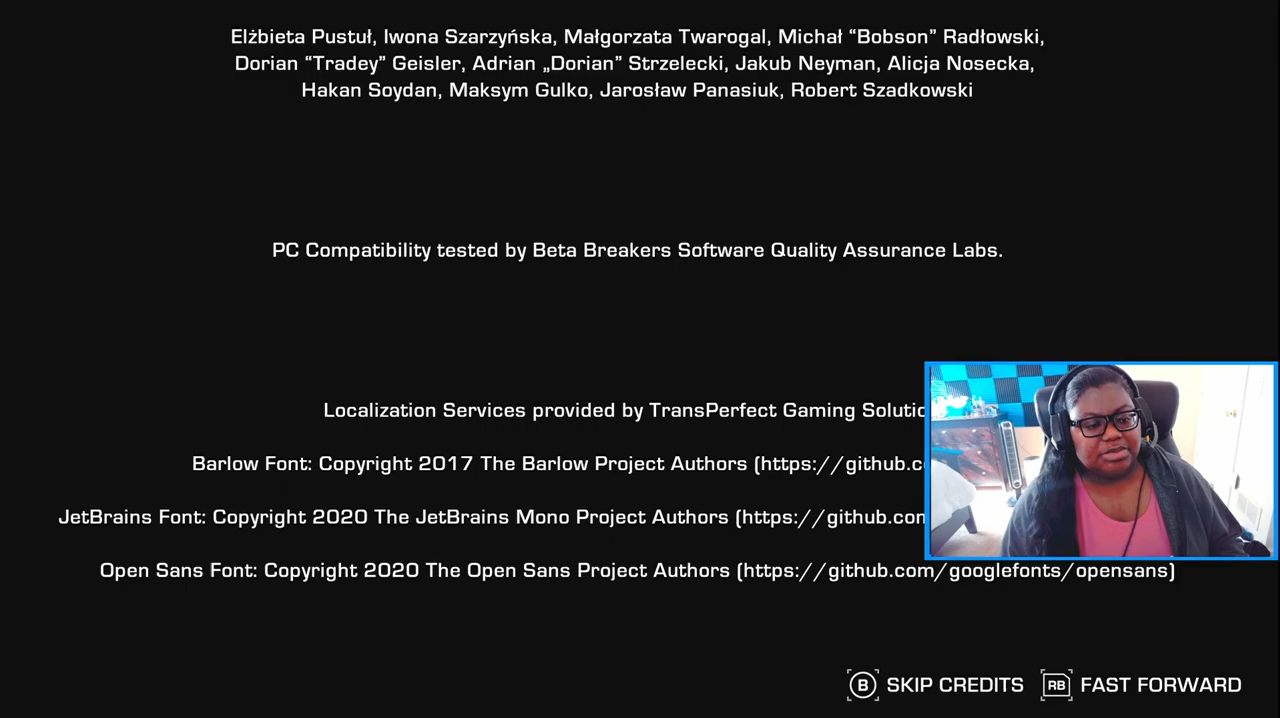 Elżbieta Pustuł, Iwona Szarzyńska, Małgorzata Twarogal, Michał “Bobson” Radłowski,
Dorian “Tradey” Geisler, Adrian „Dorian” Strzelecki, Jakub Neyman, Alicja Nosecka,
Hakan Soydan, Maksym Gulko, Jarosław Panasiuk, Robert Szadkowski
PC Compatibility tested by Beta Breakers Software Quality Assurance Labs.
Localization Services provided by TransPerfect Gaming
Barlow Font: Copyright 2017 The Barlow Project Authors
JetBrains Font: Copyright 2020 The JetBrains Mono Project Authors
Open Sans Font: Copyright 2020 The Open Sans Project Authors (https://github.com/googlefonts/opensans)
B SKIP CREDITS RB FAST FORWARD